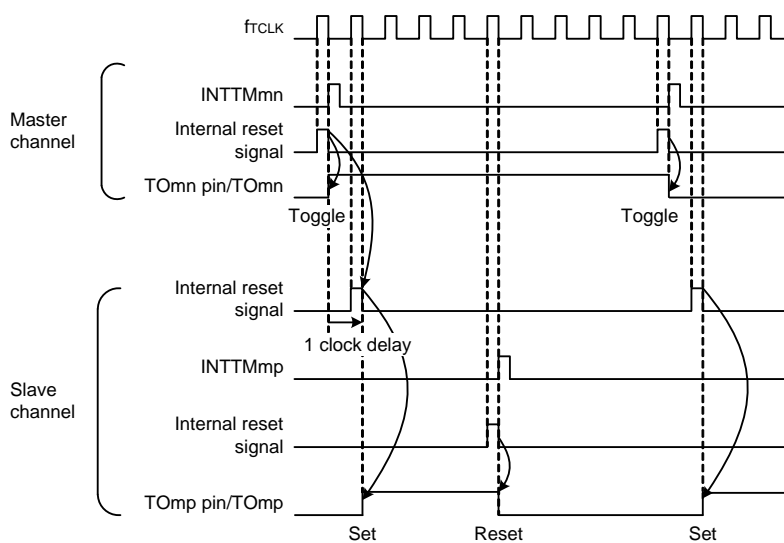 fTCLK
INTTMmn
Master
channel
Internal reset
signal
TOmn pin/TOmn
Toggle
Toggle
Internal reset
signal
1 clock delay
INTTMmp
Slave
channel
Internal reset
signal
TOmp pin/TOmp
Set
Reset
Set